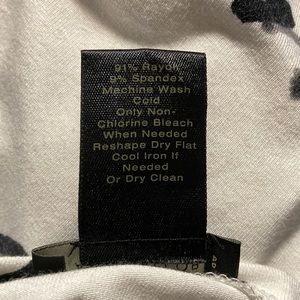 91% Rayon
9% Spandex
Machine Wash
Cold
Only Non-
Chlorine Bleach
When Needed
Reshape Dry Flat
Cool Iron If
Needed
Or Dry Clean